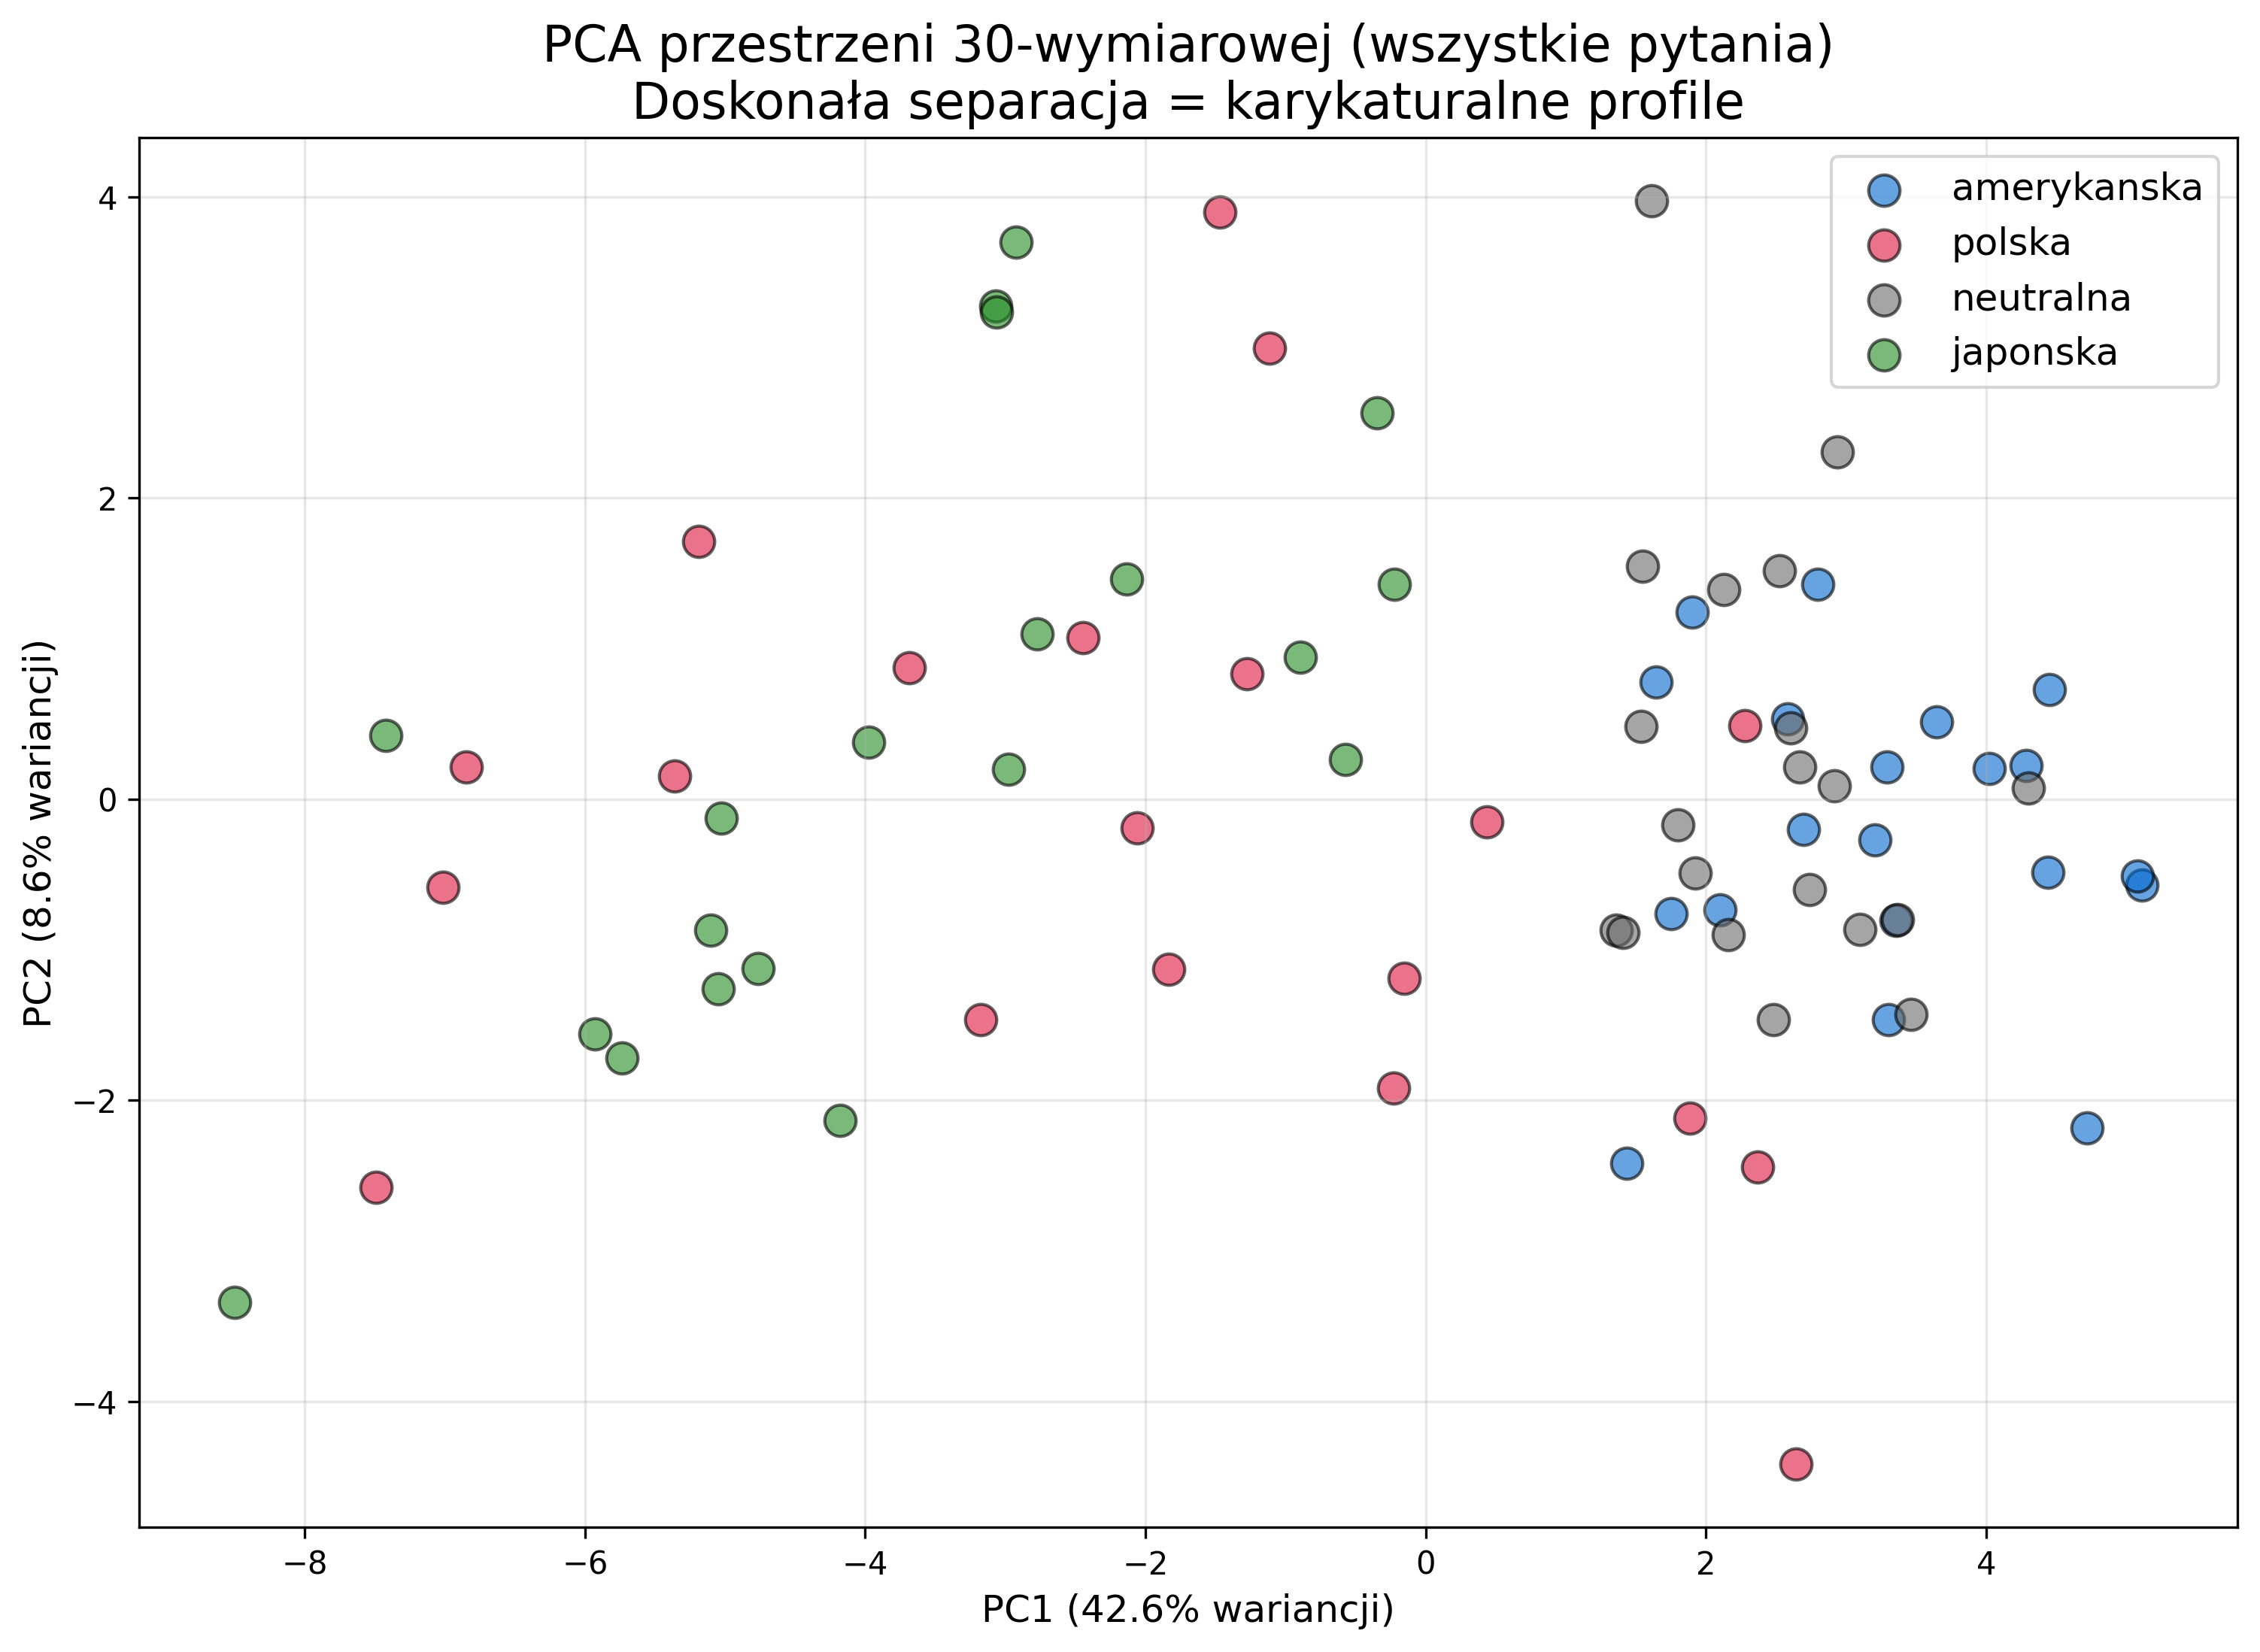 PCA przestrzeni 30-wymiarowej (wszystkie pytania)
Doskonała separacja = karykaturalne profile
amerykanska
polska
neutralna
japonska
4
2
0
−2
−4
PC2 (8.6% wariancji)
−8
−6
−4
−2
0
2
4
PC1 (42.6% wariancji)